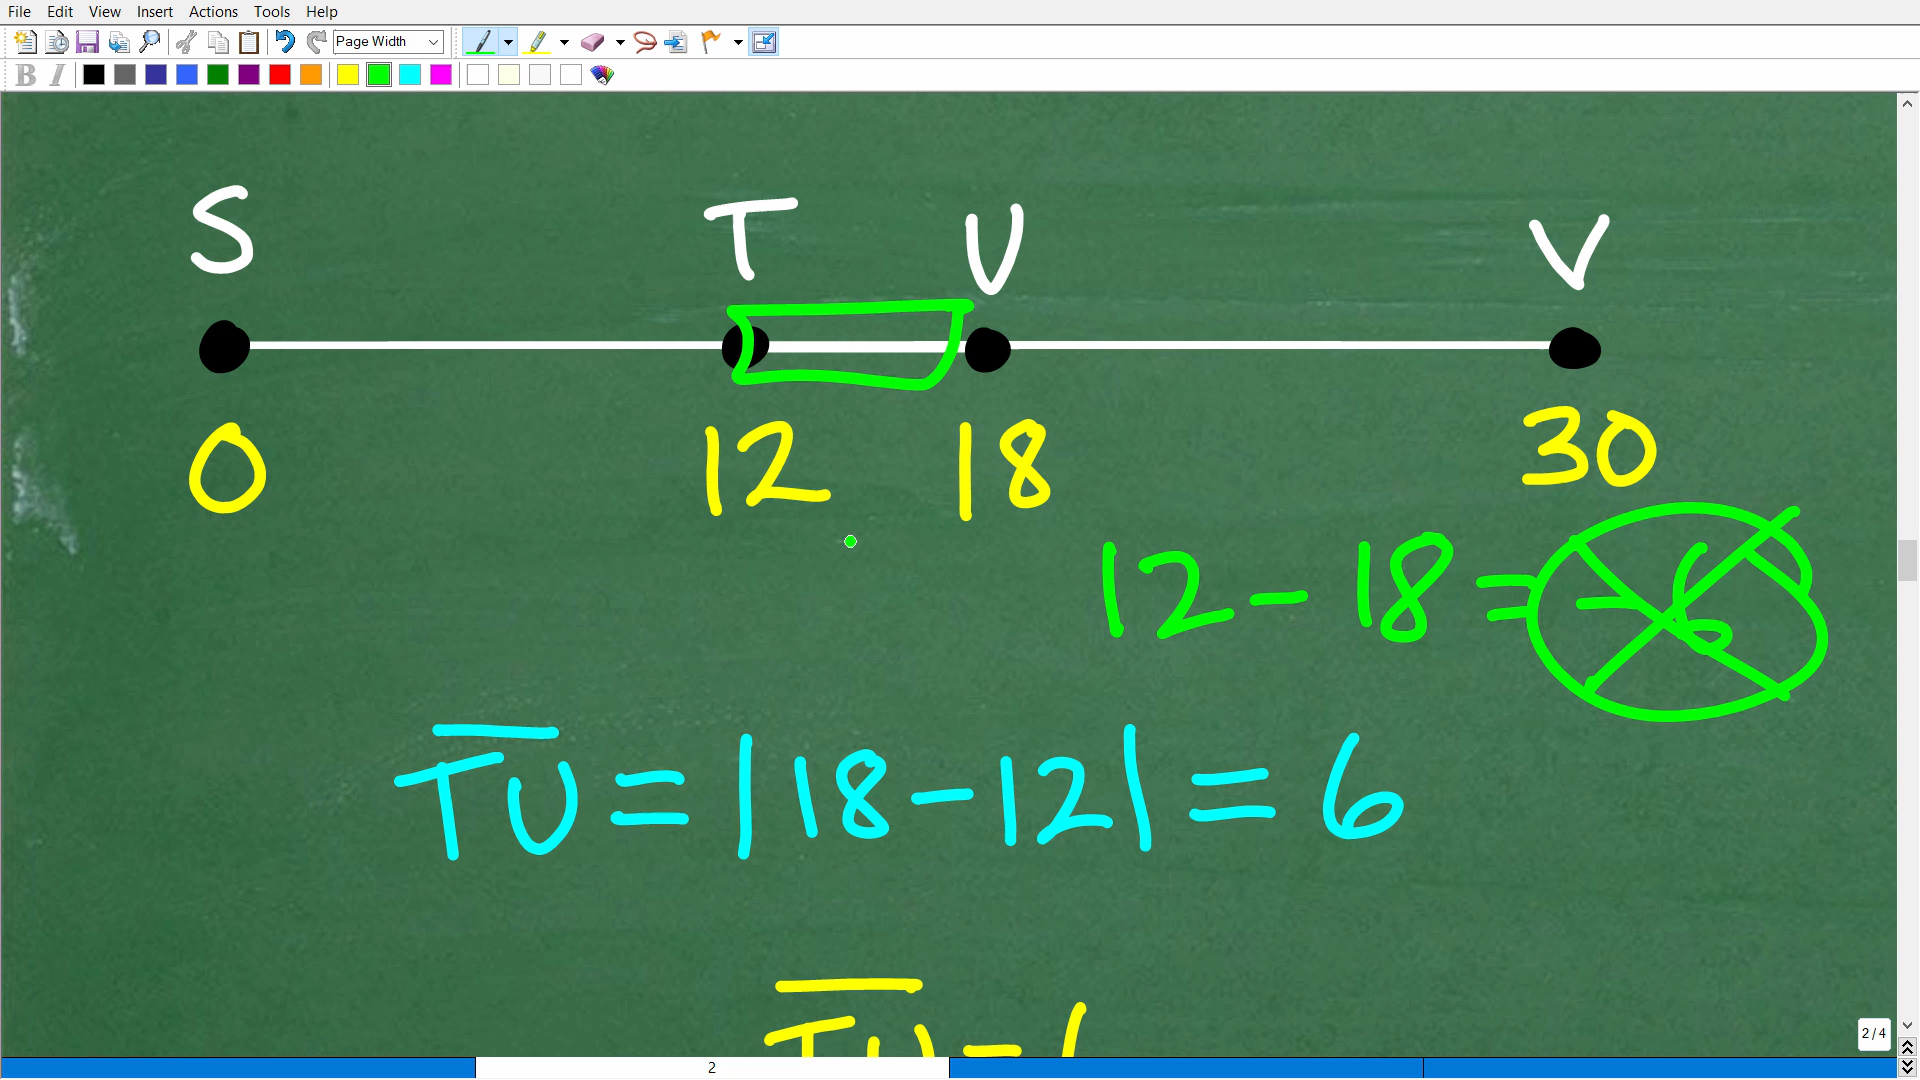 File Edit View Insert Actions Tools Help
Page Width
B I
S T U V
0 12 18 30
12 - 18 = -6
TU = |18 - 12| = 6
TU =
2/4
2